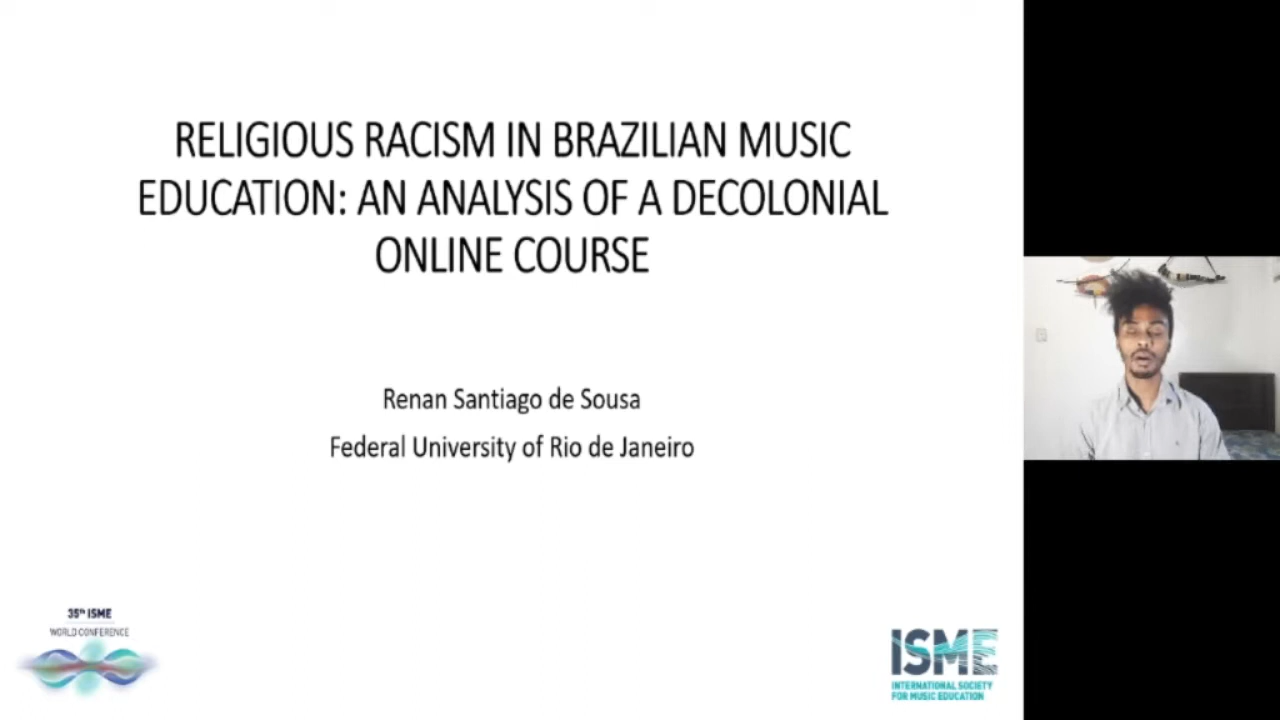 RELIGIOUS RACISM IN BRAZILIAN MUSIC
EDUCATION: AN ANALYSIS OF A DECOLONIAL
ONLINE COURSE
Renan Santiago de Sousa
Federal University of Rio de Janeiro
35th ISME
WORLD CONFERENCE
ISME
INTERNATIONAL SOCIETY
FOR MUSIC EDUCATION